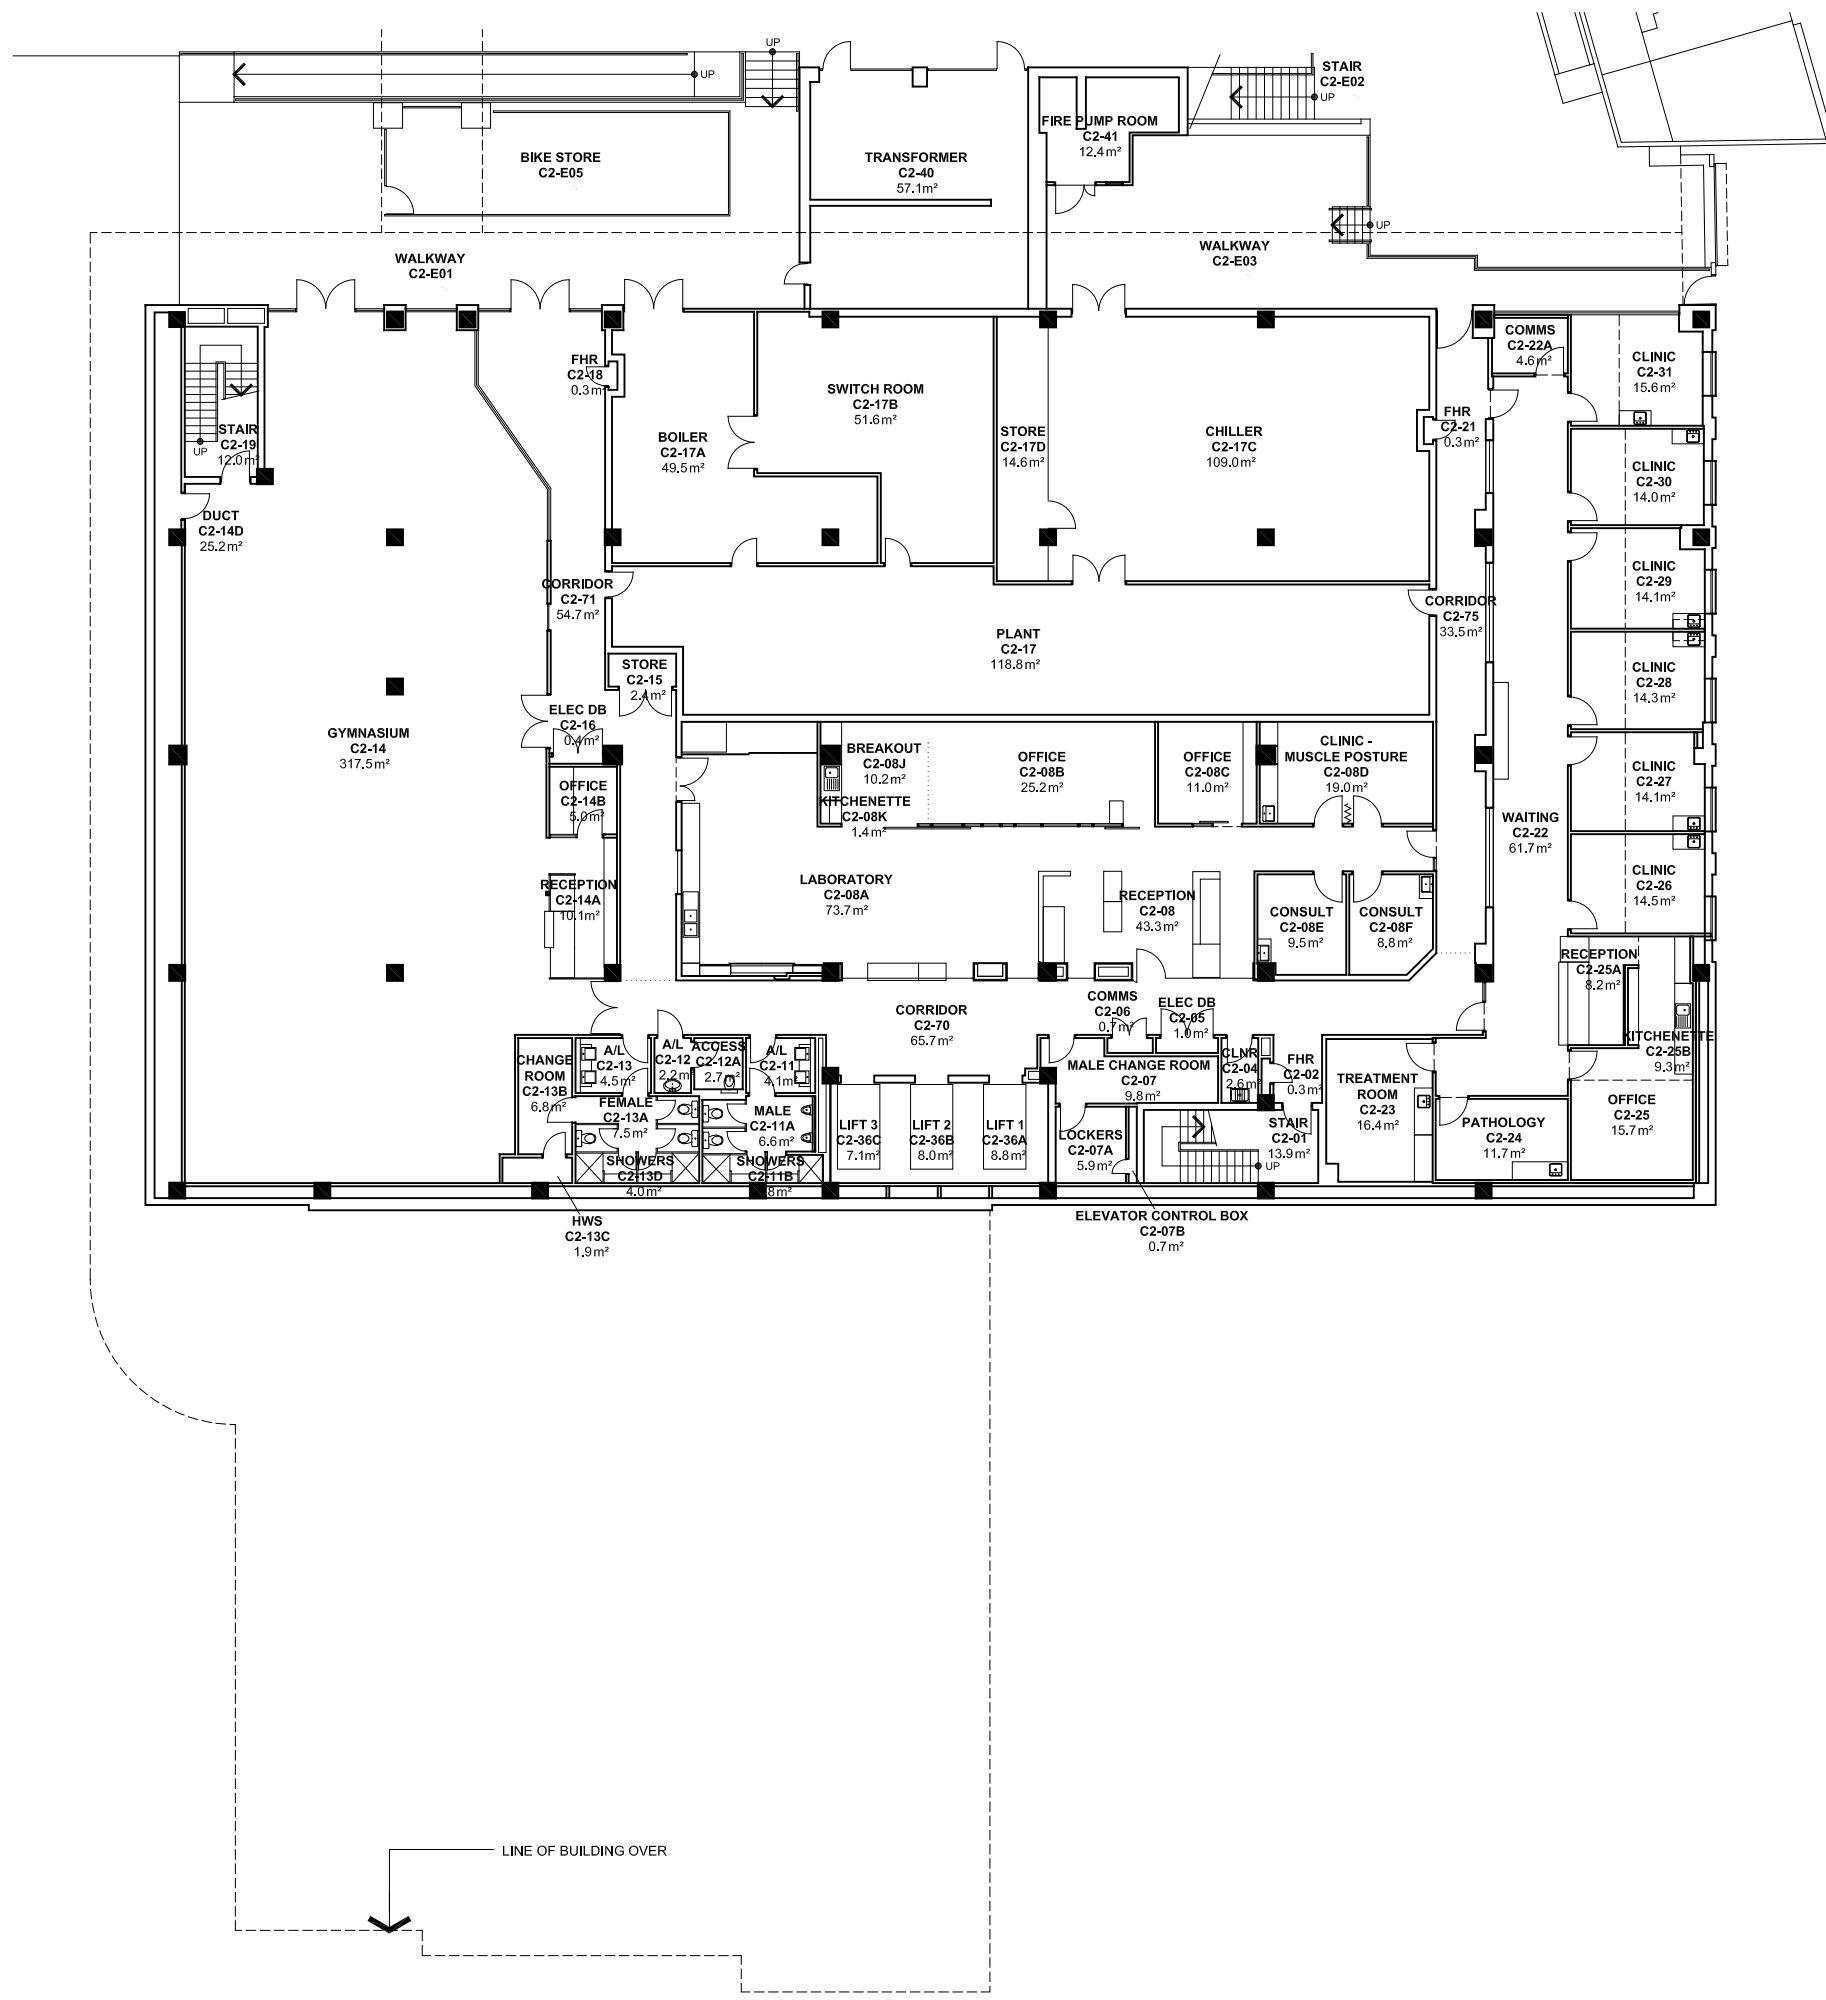 UP
UP
STAIR
C2-E02
UP
BIKE STORE
C2-E05
TRANSFORMER
C2-40
57.1m²
FIRE PUMP ROOM
C2-41
12.4m²
UP
WALKWAY
C2-E01
WALKWAY
C2-E03
STAIR
C2-19
12.0m²
UP
FHR
C2-18
0.3m²
BOILER
C2-17A
49.5m²
SWITCH ROOM
C2-17B
51.6m²
STORE
C2-17D
14.6m²
CHILLER
C2-17C
109.0m²
FHR
C2-21
0.3m²
COMMS
C2-22A
4.6m²
CLINIC
C2-31
15.6m²
CLINIC
C2-30
14.0m²
DUCT
C2-14D
25.2m²
CORRIDOR
C2-71
54.7m²
PLANT
C2-17
118.8m²
CORRIDOR
C2-75
33.5m²
CLINIC
C2-29
14.1m²
CLINIC
C2-28
14.3m²
STORE
C2-15
2.4m²
ELEC DB
C2-16
0.4m²
GYMNASIUM
C2-14
317.5m²
OFFICE
C2-14B
5.0m²
BREAKOUT
C2-08J
10.2m²
KITCHENETTE
C2-08K
1.4m²
OFFICE
C2-08B
25.2m²
OFFICE
C2-08C
11.0m²
CLINIC -
MUSCLE POSTURE
C2-08D
19.0m²
CLINIC
C2-27
14.1m²
WAITING
C2-22
61.7m²
RECEPTION
C2-14A
10.1m²
LABORATORY
C2-08A
73.7m²
RECEPTION
C2-08
43.3m²
CONSULT
C2-08E
9.5m²
CONSULT
C2-08F
8.8m²
CLINIC
C2-26
14.5m²
RECEPTION
C2-25A
8.2m²
KITCHENETTE
C2-25B
9.3m²
CORRIDOR
C2-70
65.7m²
COMMS
C2-06
0.7m²
ELEC DB
C2-05
1.0m²
CHANGE
ROOM
C2-13B
6.8m²
A/L
C2-13
4.5m²
A/L
C2-12
2.2m²
ACCESS
C2-12A
2.7m²
A/L
C2-11
4.1m²
MALE CHANGE ROOM
C2-07
9.8m²
CLNR
C2-04
2.6m²
FHR
C2-02
0.3m²
TREATMENT
ROOM
C2-23
16.4m²
OFFICE
C2-25
15.7m²
FEMALE
C2-13A
7.5m²
MALE
C2-11A
6.6m²
LIFT 3
C2-36C
7.1m²
LIFT 2
C2-36B
8.0m²
LIFT 1
C2-36A
8.8m²
LOCKERS
C2-07A
5.9m²
STAIR
C2-01
13.9m²
UP
PATHOLOGY
C2-24
11.7m²
SHOWERS
C2-13D
4.0m²
SHOWERS
C2-11B
HWS
C2-13C
1.9m²
ELEVATOR CONTROL BOX
C2-07B
0.7m²
LINE OF BUILDING OVER